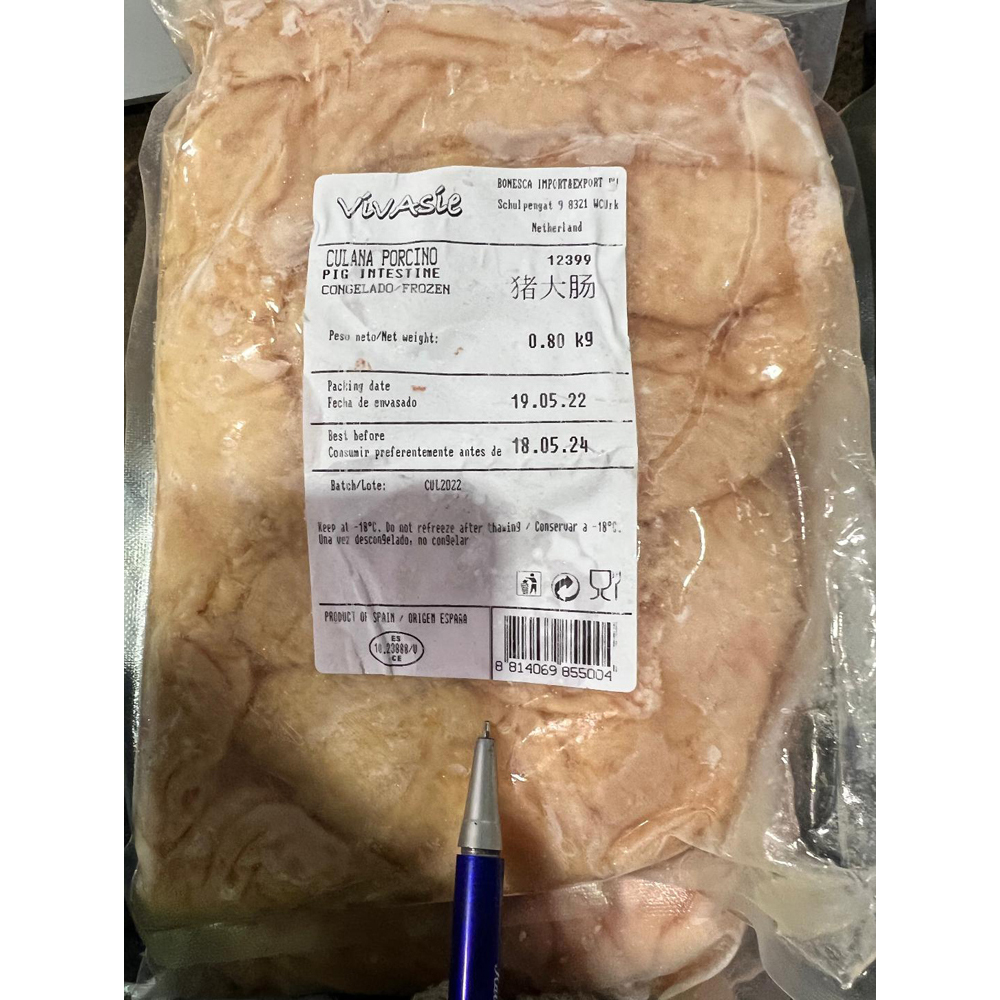 VivAsie
BONESCA IMPORT&EXPORT
Schulpengat 9 8321 WC Urk
Netherland
CULANA PORCINO
PIG INTESTINE
CONGELADO/FROZEN
12399
猪大肠
Peso neto/Net weight: 0.80 kg
Packing date
Fecha de envasado 19.05.22
Best before
Consumir preferentemente antes de 18.05.24
Batch/Lote: CUL2022
Keep at -18°C. Do not refreeze after thawing / Conservar a -18°C.
Una vez descongelado, no congelar
PRODUCT OF SPAIN / ORIGEN ESPAÑA
ES
CE
8 814069 855004